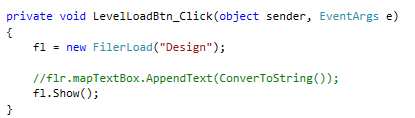 private void LevelLoadBtn_Click(object sender, EventArgs e)
{
fl = new FilerLoad("Design");
//flr.mapTextBox.AppendText(ConverToString());
fl.Show();
}